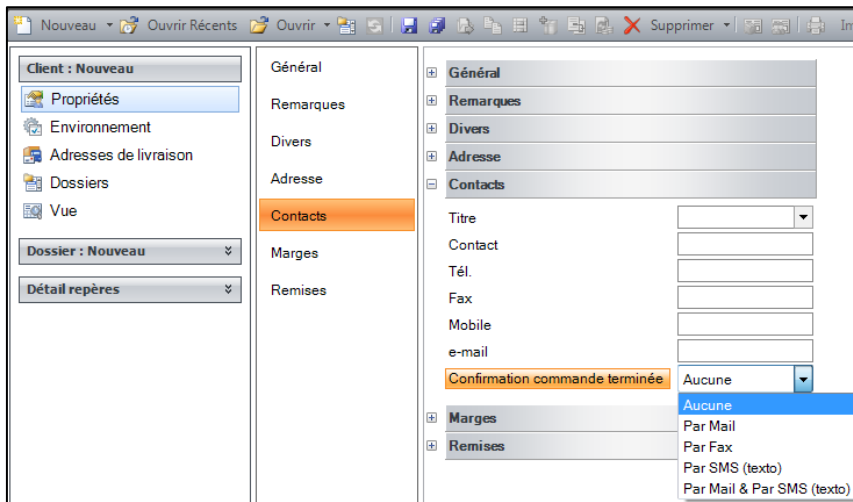 Nouveau Ouvrir Récents Ouvrir Supprimer
Client : Nouveau
Propriétés
Environnement
Adresses de livraison
Dossiers
Vue
Dossier : Nouveau
Détail repères
Général
Remarques
Divers
Adresse
Contacts
Marges
Remises
Général
Remarques
Divers
Adresse
Contacts
Titre
Contact
Tél.
Fax
Mobile
e-mail
Confirmation commande terminée Aucune
Aucune
Par Mail
Par Fax
Par SMS (texto)
Par Mail & Par SMS (texto)
Marges
Remises